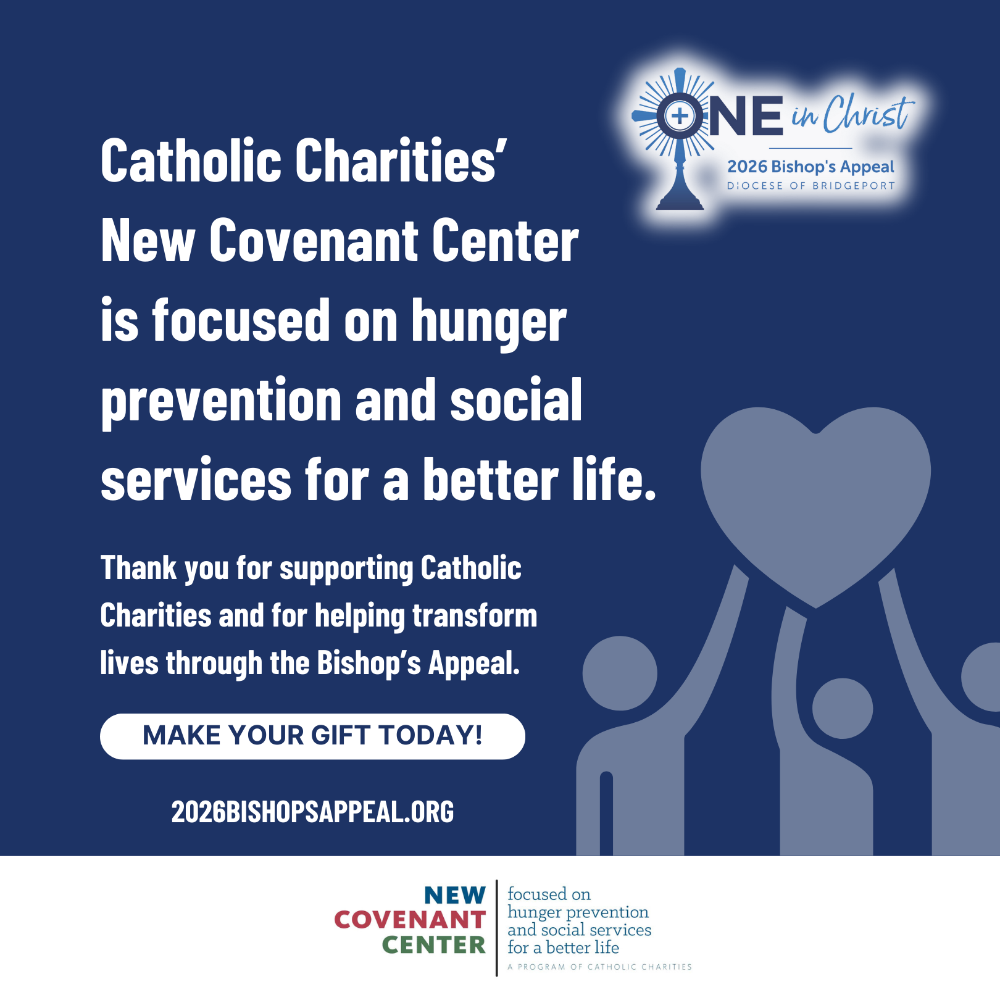 ONE in Christ
2026 Bishop's Appeal
DIOCESE OF BRIDGEPORT
Catholic Charities’
New Covenant Center
is focused on hunger
prevention and social
services for a better life.
Thank you for supporting Catholic
Charities and for helping transform
lives through the Bishop’s Appeal.
MAKE YOUR GIFT TODAY!
2026BISHOPSAPPEAL.ORG
NEW
COVENANT
CENTER
focused on
hunger prevention
and social services
for a better life
A PROGRAM OF CATHOLIC CHARITIES